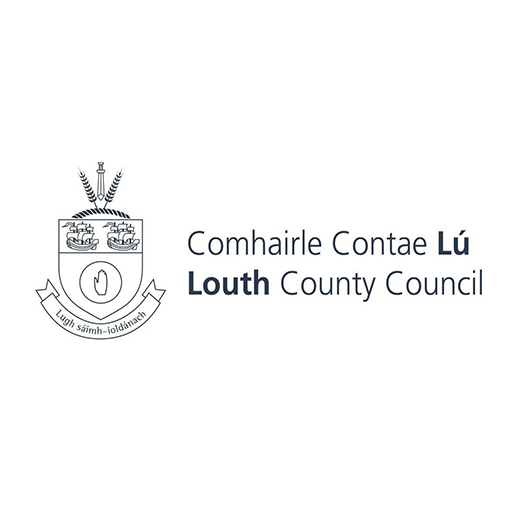 Comhairle Contae Lú
Louth County Council
Lugh sáimh-ioldánach